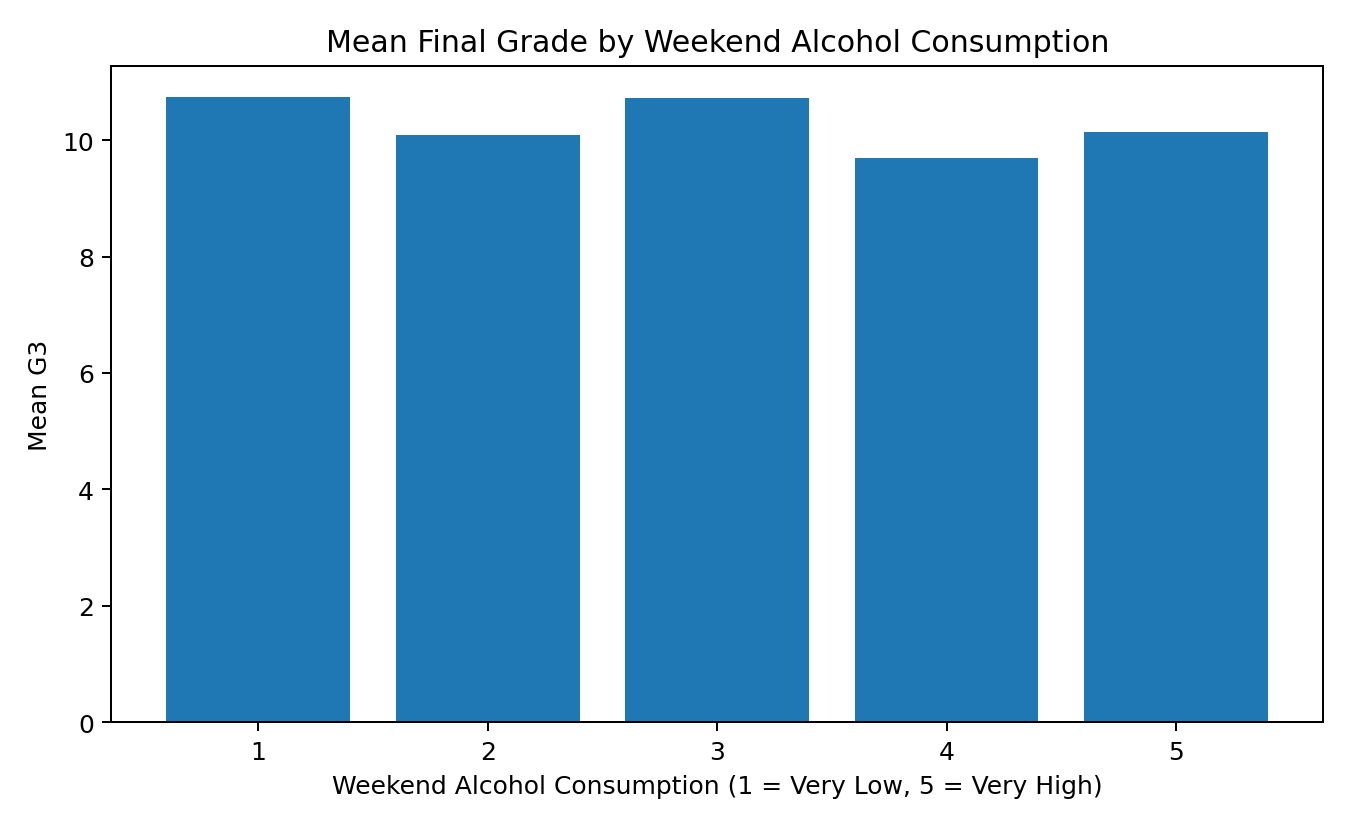 Mean Final Grade by Weekend Alcohol Consumption
Mean G3
10
8
6
4
2
0
1 2 3 4 5
Weekend Alcohol Consumption (1 = Very Low, 5 = Very High)